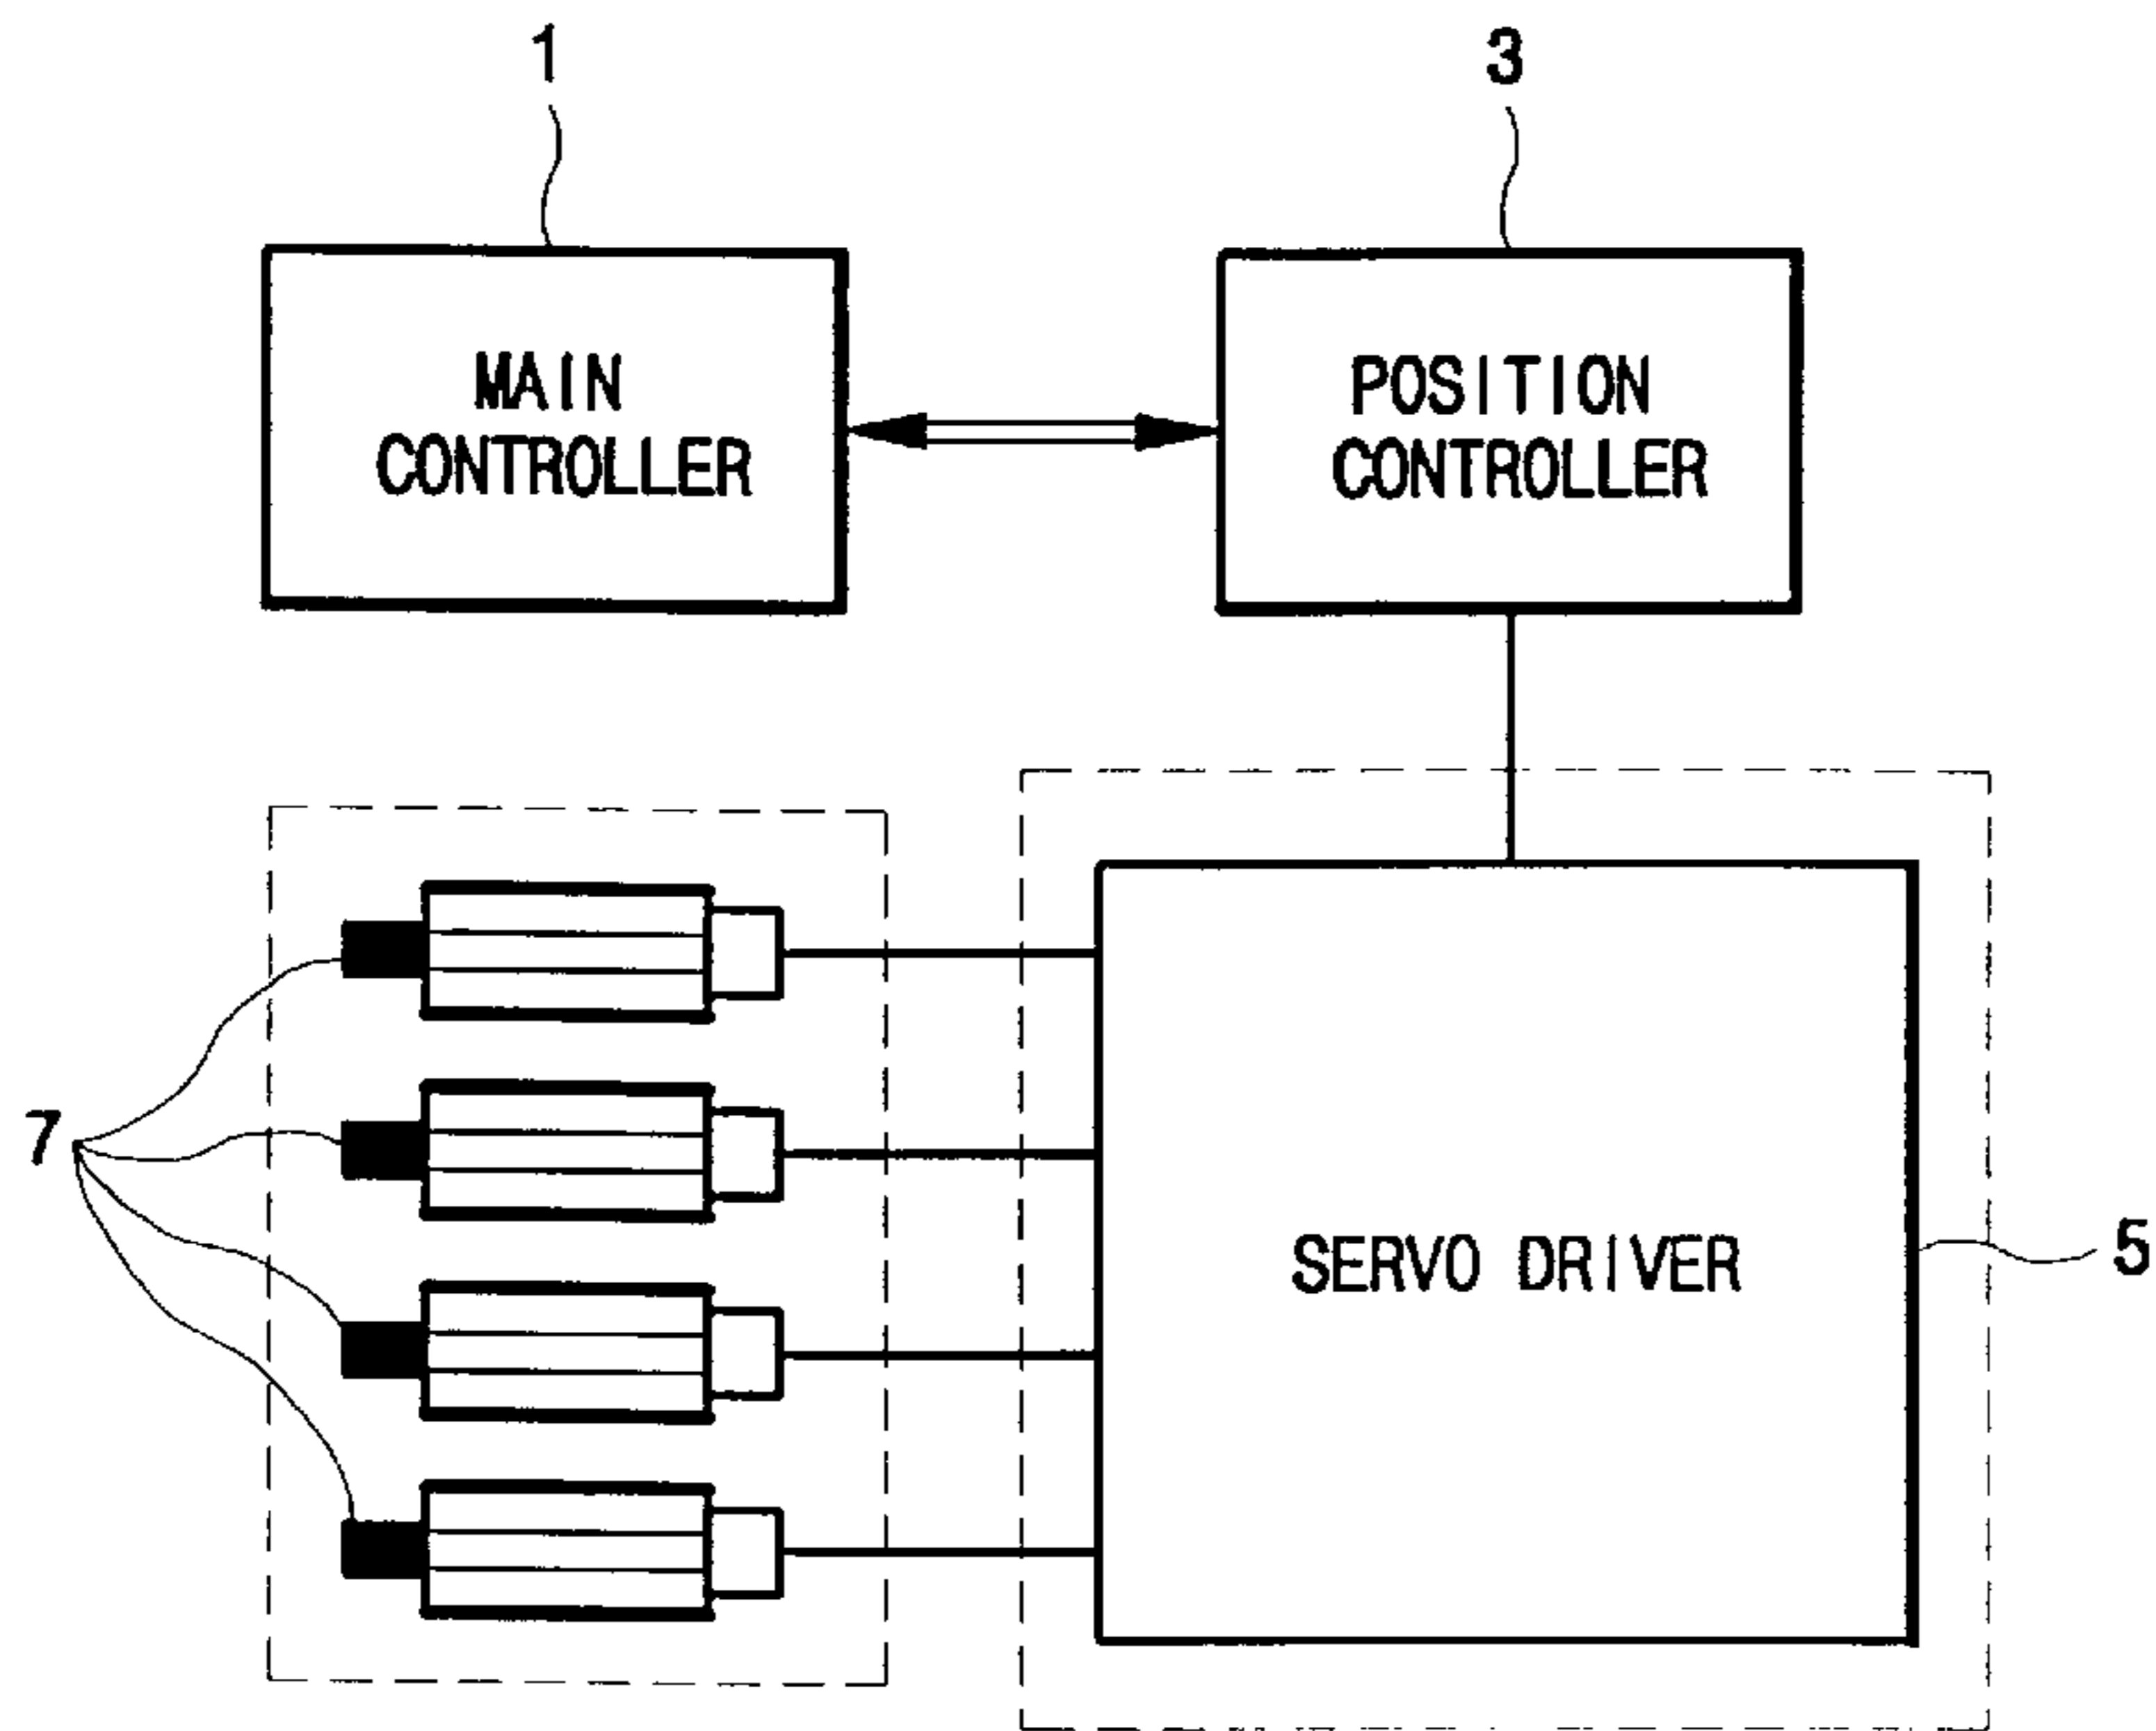 1
3
MAIN
CONTROLLER
POSITION
CONTROLLER
7
SERVO DRIVER
5